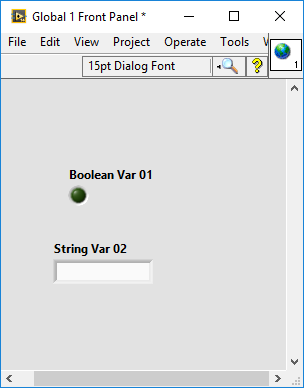 Global 1 Front Panel *
File Edit View Project Operate Tools
15pt Dialog Font
?
1
Boolean Var 01
String Var 02